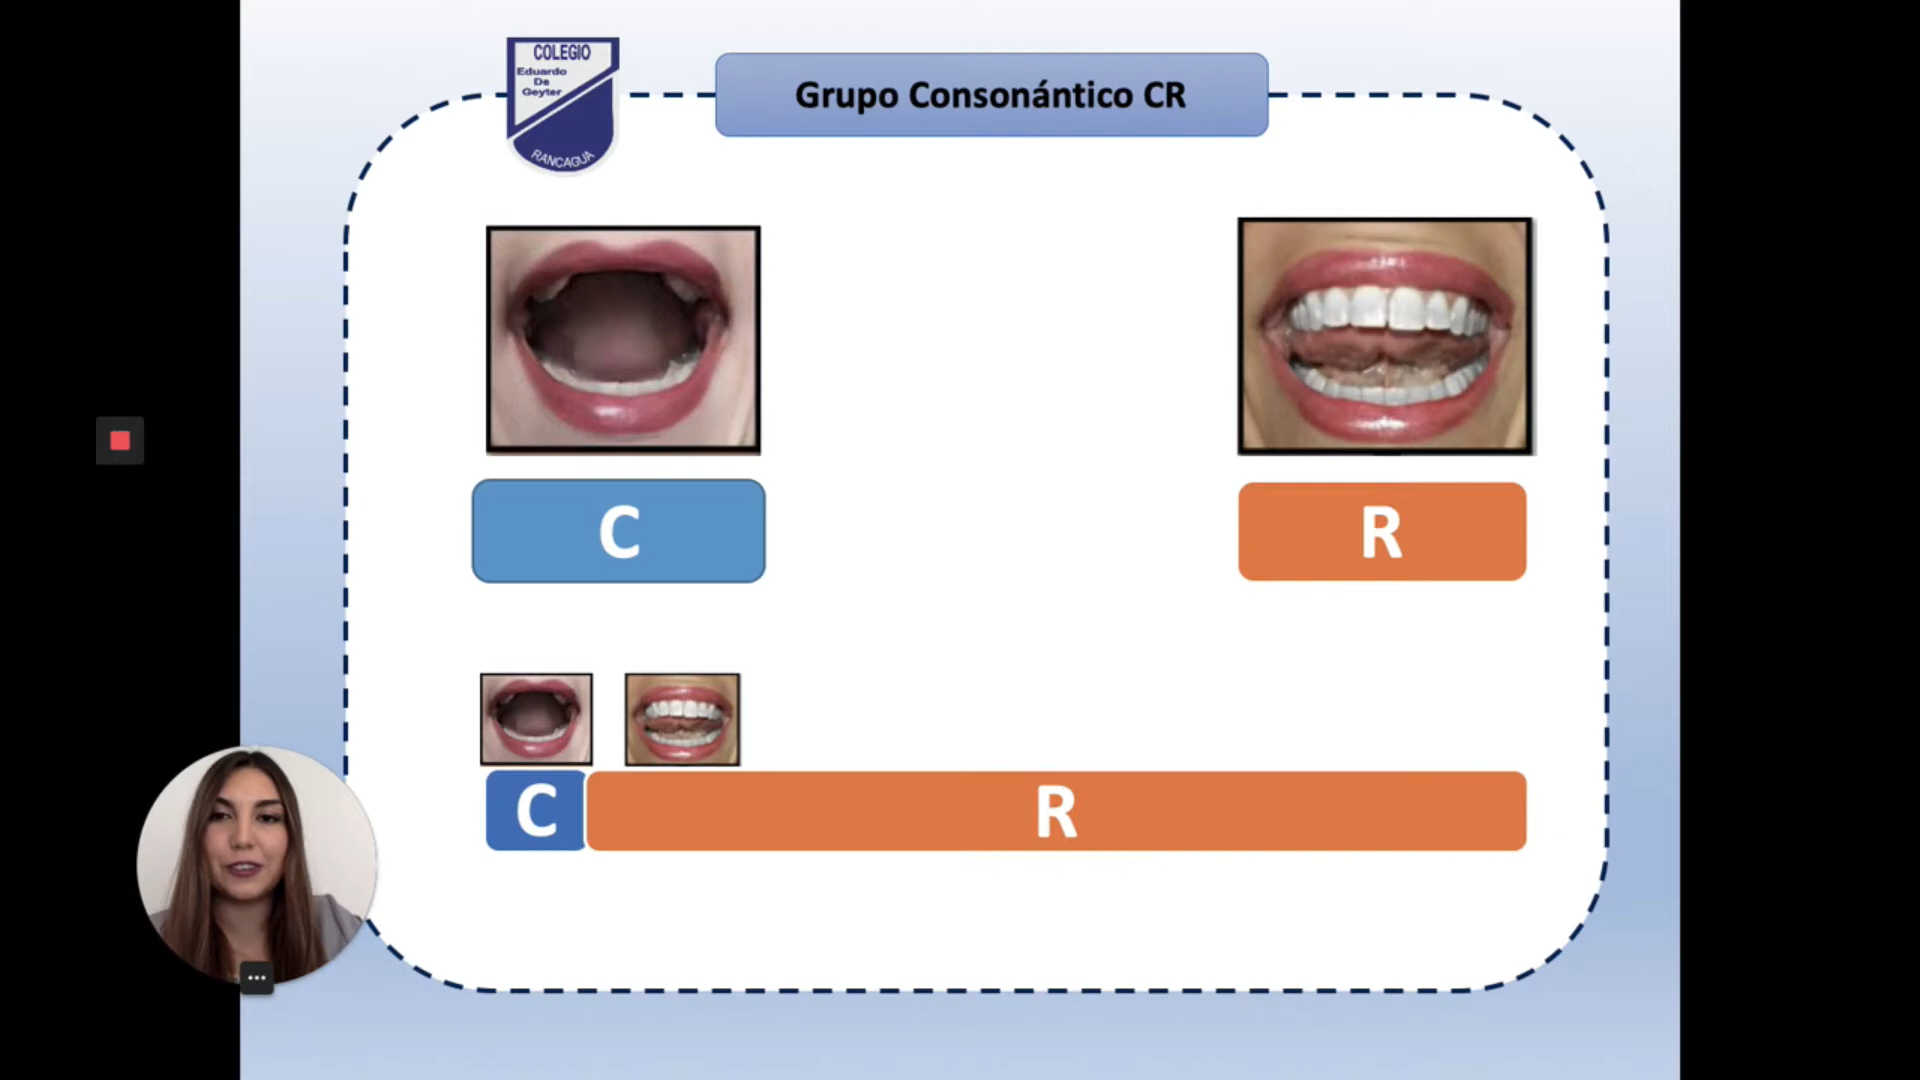 COLEGIO
Eduardo
De
Geyter
RANCAGUA
Grupo Consonántico CR
C
R
C
R